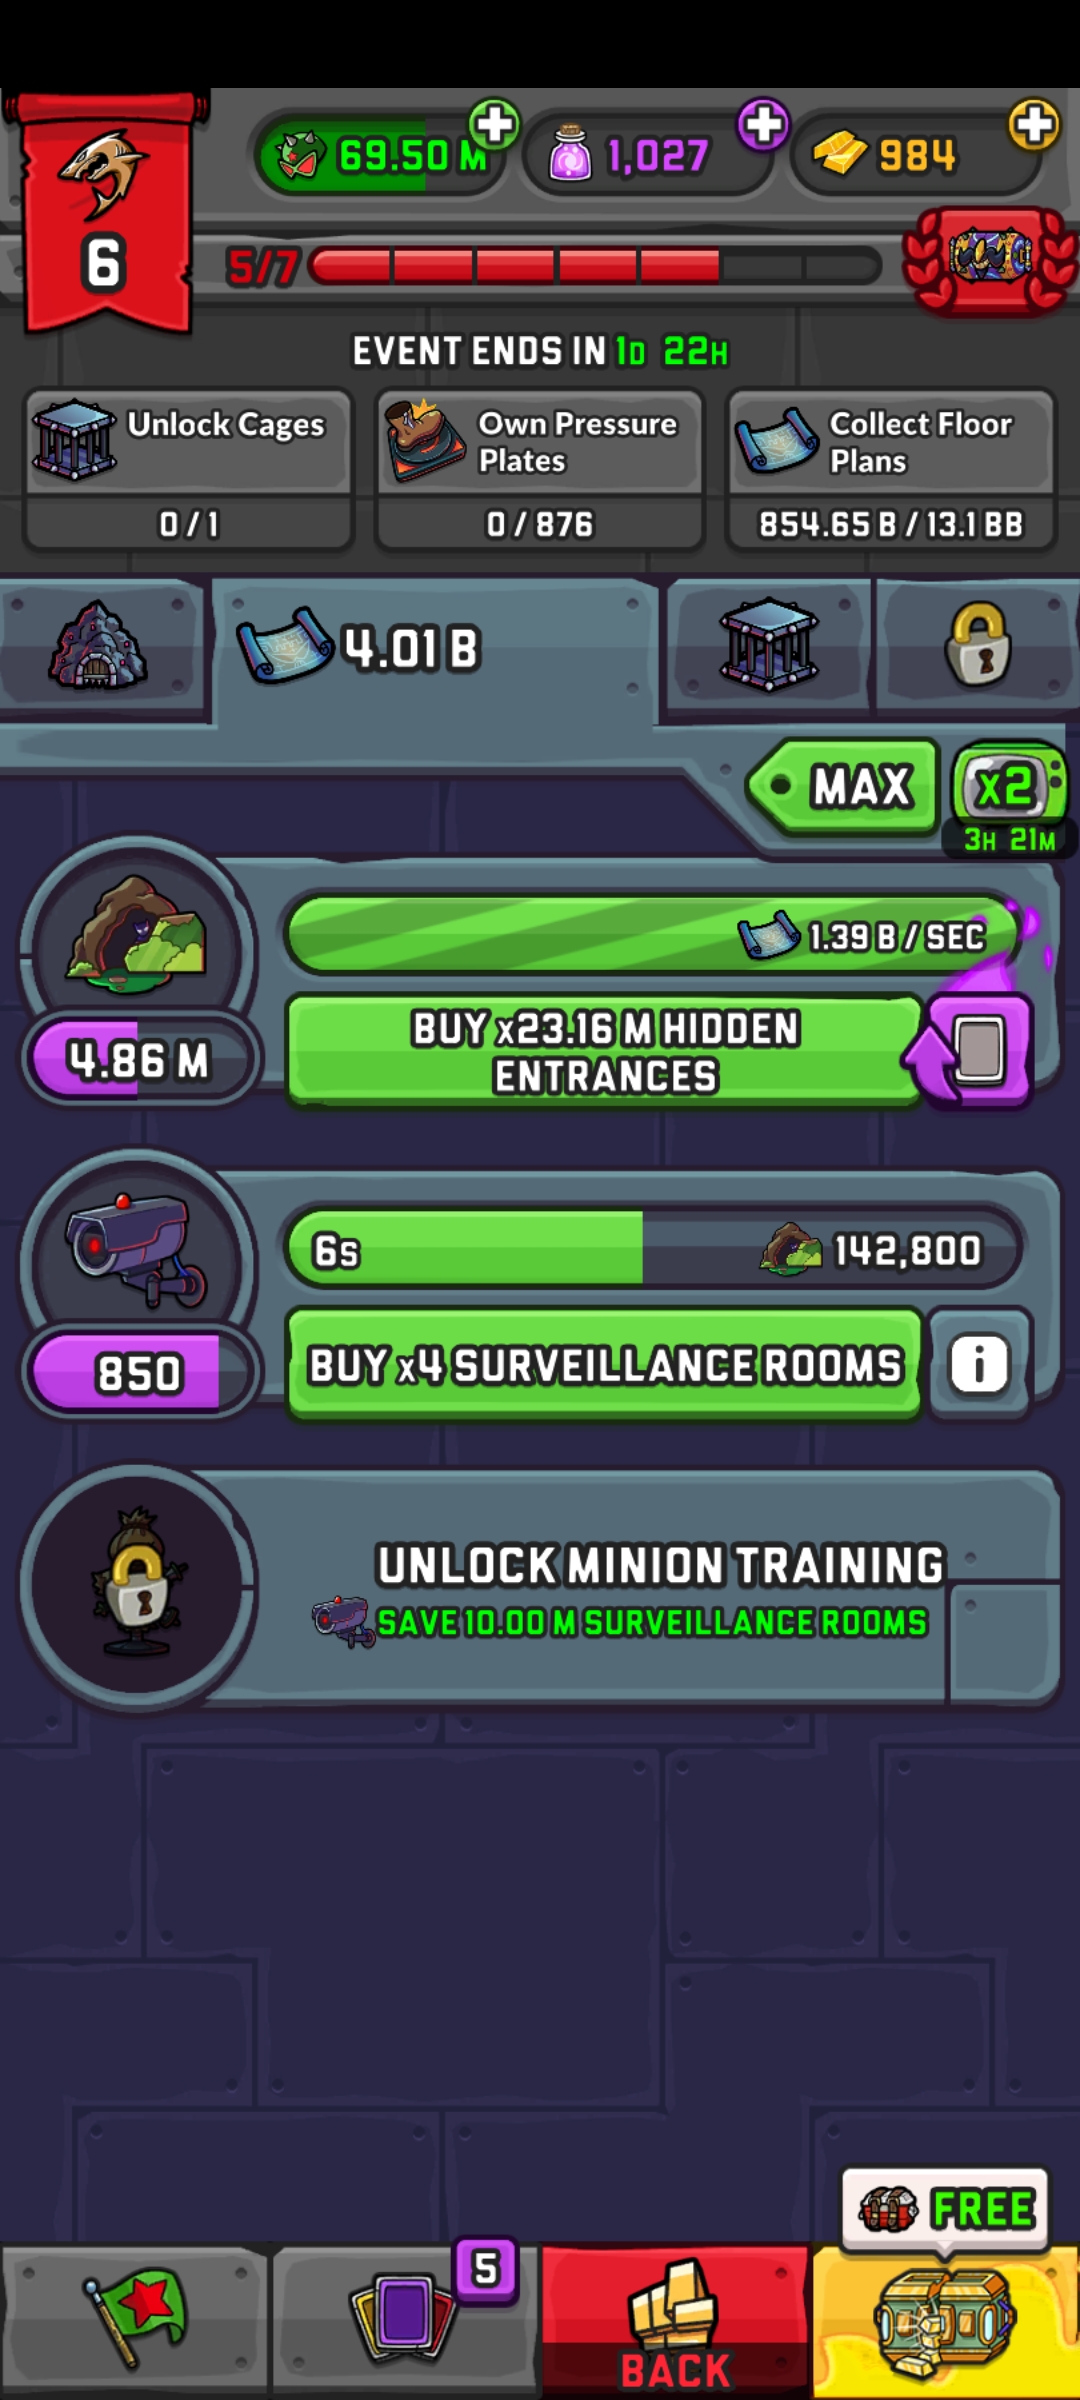 69.50 M
1,027
984
6
5/7
EVENT ENDS IN 1D 22H
Unlock Cages
0 / 1
Own Pressure
Plates
0 / 876
Collect Floor
Plans
854.65 B / 13.1 BB
4.01 B
MAX
x2
3H 21M
1.39 B / SEC
4.86 M
BUY x23.16 M HIDDEN
ENTRANCES
6S
142,800
850
BUY x4 SURVEILLANCE ROOMS
i
UNLOCK MINION TRAINING
SAVE 10.00 M SURVEILLANCE ROOMS
FREE
5
BACK